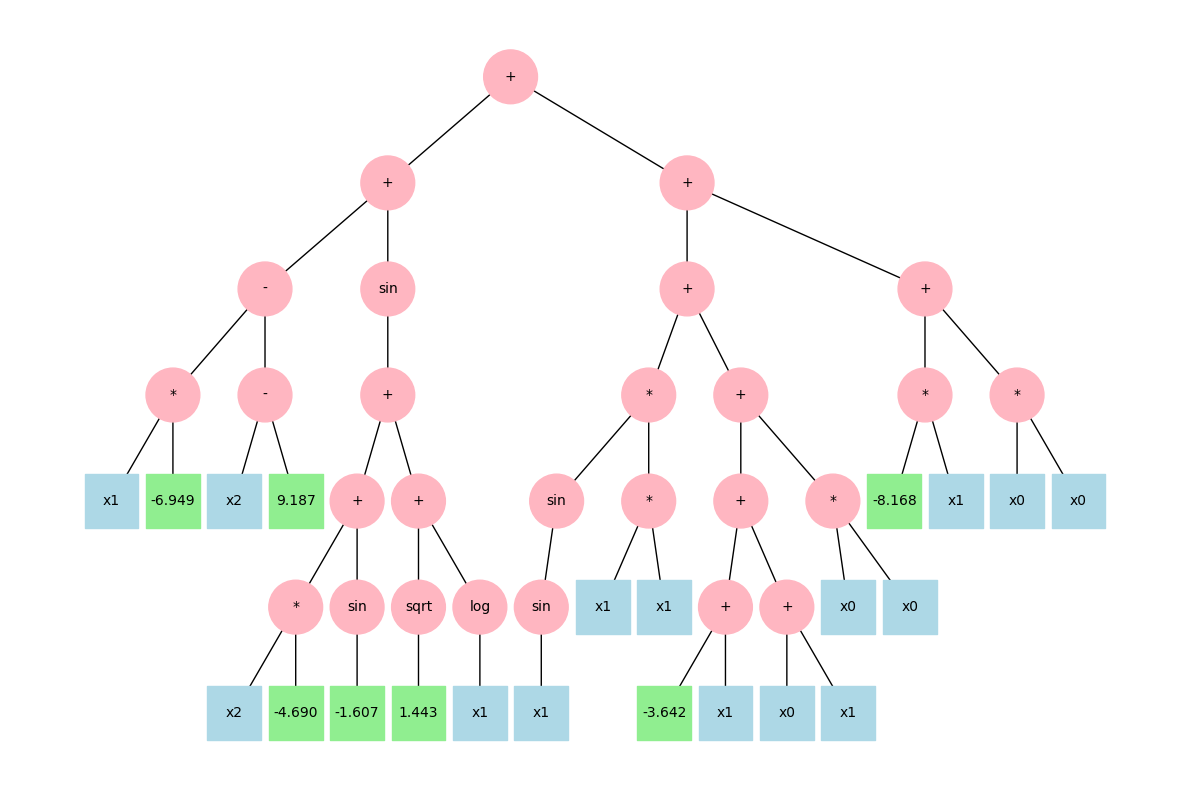 +
+ +
- sin + +
* - + * + * *
x1 -6.949 x2 9.187 + + sin * + * -8.168 x1 x0 x0
* sin sqrt log sin x1 x1 + + x0 x0
x2 -4.690 -1.607 1.443 x1 x1 -3.642 x1 x0 x1